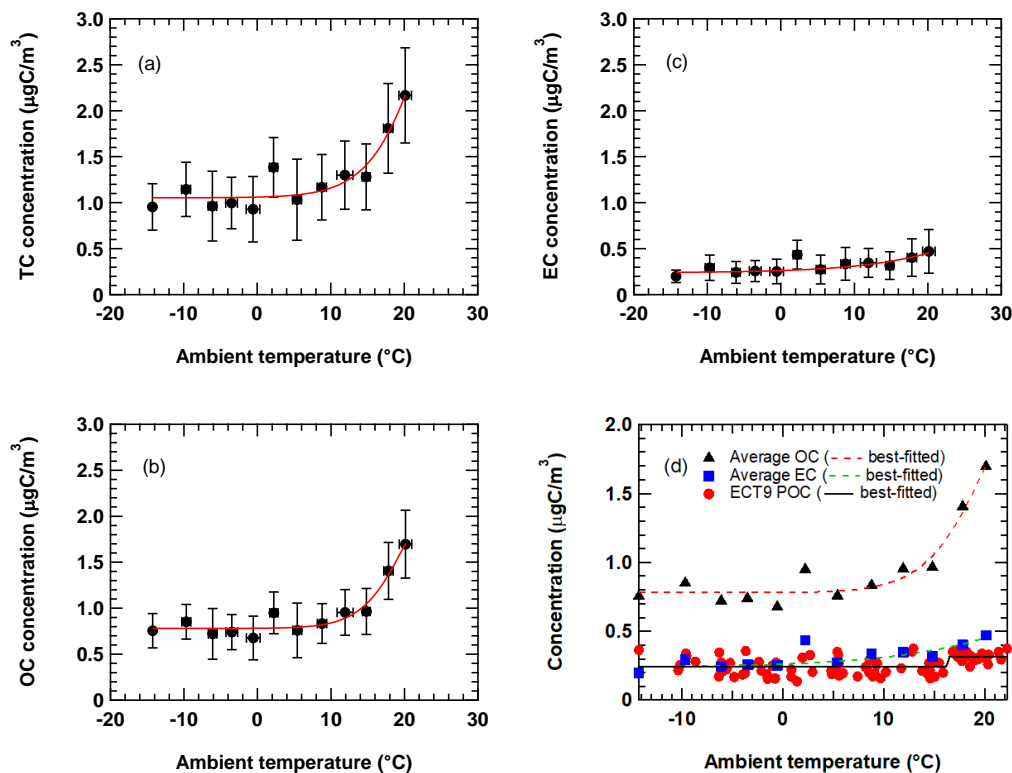 (a)
TC concentration (µgC/m³)
3.0
2.5
2.0
1.5
1.0
0.5
0
-20 -10 0 10 20 30
Ambient temperature (°C)
(c)
EC concentration (µgC/m³)
3.0
2.5
2.0
1.5
1.0
0.5
0
-20 -10 0 10 20 30
Ambient temperature (°C)
(b)
OC concentration (µgC/m³)
3.0
2.5
2.0
1.5
1.0
0.5
0
-20 -10 0 10 20 30
Ambient temperature (°C)
(d)
Average OC ( best-fitted)
Average EC ( best-fitted)
ECT9 POC ( best-fitted)
Concentration (µgC/m³)
2.0
1.5
1.0
0.5
0
-10 0 10 20
Ambient temperature (°C)